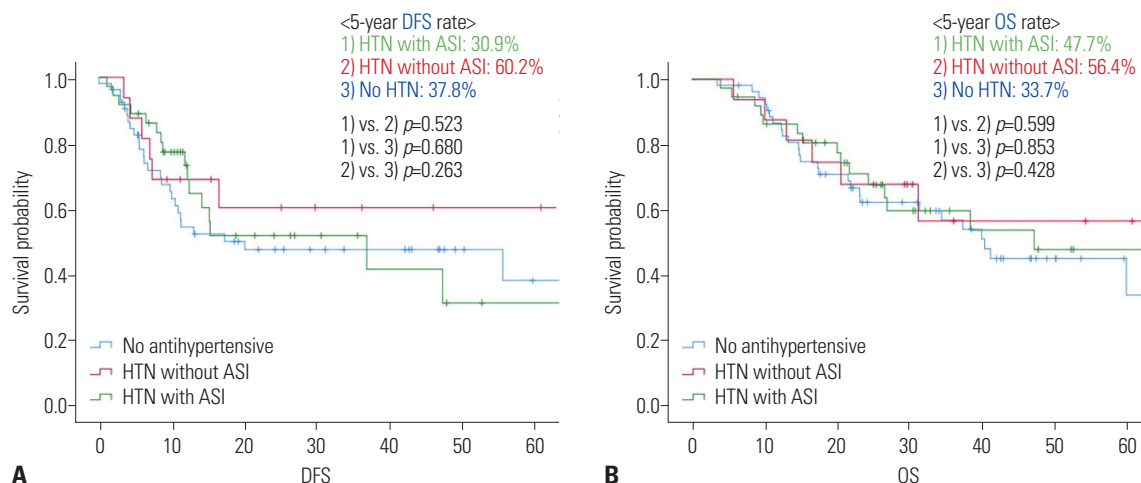 <5-year DFS rate>
1) HTN with ASI: 30.9%
2) HTN without ASI: 60.2%
3) No HTN: 37.8%
1) vs. 2) p=0.523
1) vs. 3) p=0.680
2) vs. 3) p=0.263
Survival probability
1.0
0.8
0.6
0.4
0.2
0.0
No antihypertensive
HTN without ASI
HTN with ASI
0 10 20 30 40 50 60
DFS
A
<5-year OS rate>
1) HTN with ASI: 47.7%
2) HTN without ASI: 56.4%
3) No HTN: 33.7%
1) vs. 2) p=0.599
1) vs. 3) p=0.853
2) vs. 3) p=0.428
Survival probability
1.0
0.8
0.6
0.4
0.2
0.0
No antihypertensive
HTN without ASI
HTN with ASI
0 10 20 30 40 50 60
OS
B